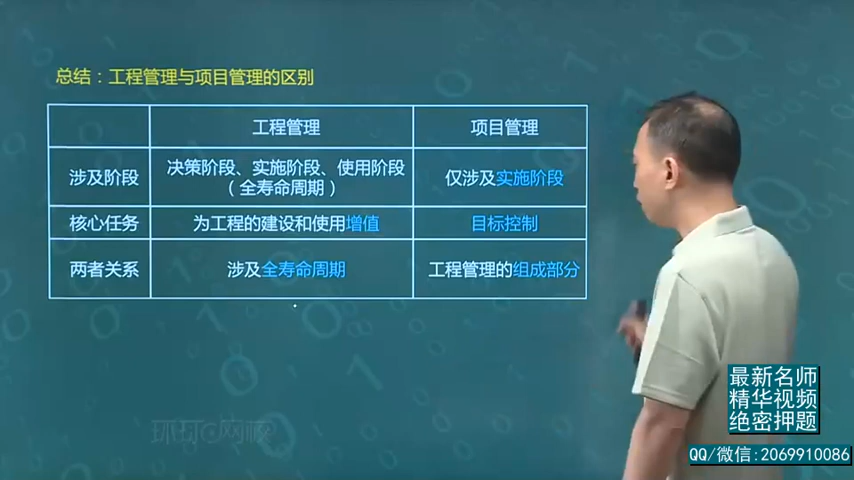 总结：工程管理与项目管理的区别
工程管理 项目管理
涉及阶段 决策阶段、实施阶段、使用阶段（全寿命周期） 仅涉及实施阶段
核心任务 为工程的建设和使用增值 目标控制
两者关系 涉及全寿命周期 工程管理的组成部分
环球网校
最新名师
精华视频
绝密押题
QQ/微信:2069910086